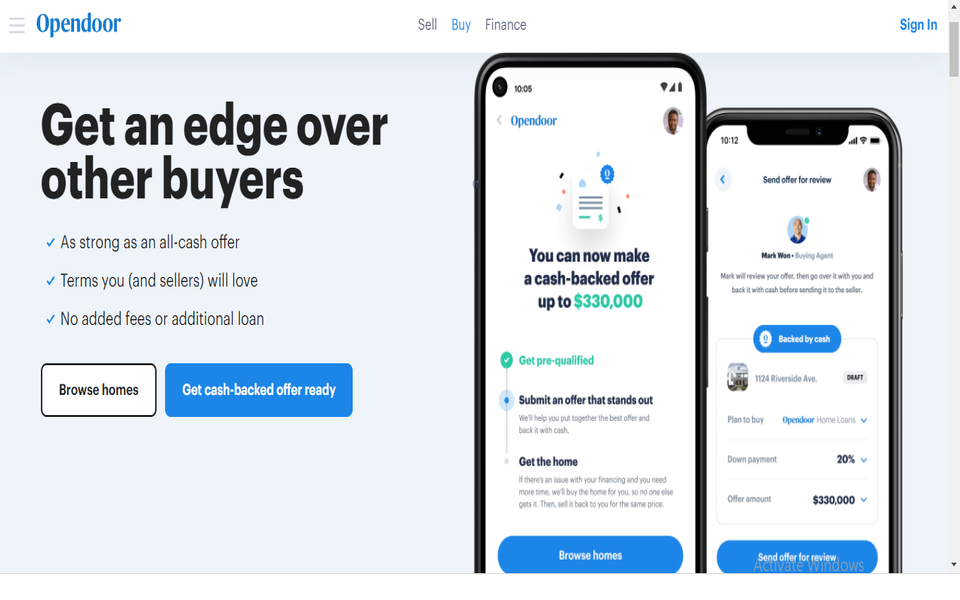 Opendoor
Sell Buy Finance
Sign In
Get an edge over
other buyers
As strong as an all-cash offer
Terms you (and sellers) will love
No added fees or additional loan
Browse homes
Get cash-backed offer ready
10:05
Opendoor
You can now make
a cash-backed offer
up to $330,000
Get pre-qualified
Submit an offer that stands out
We'll help you put together the best offer and
back it with cash.
Get the home
If there's an issue with your financing and you need
more time, we'll buy the home for you, so no one else
gets it. Then, sell it back to you for the same price.
Browse homes
10:12
Send offer for review
Mark Won • Buying Agent
Mark will review your offer, then go over it with you and
back it with cash before sending it to the seller.
Backed by cash
1124 Riverside Ave.
DRAFT
Plan to buy
Opendoor Home Loans
Down payment
20%
Offer amount
$330,000
Send offer for review
Activate Windows